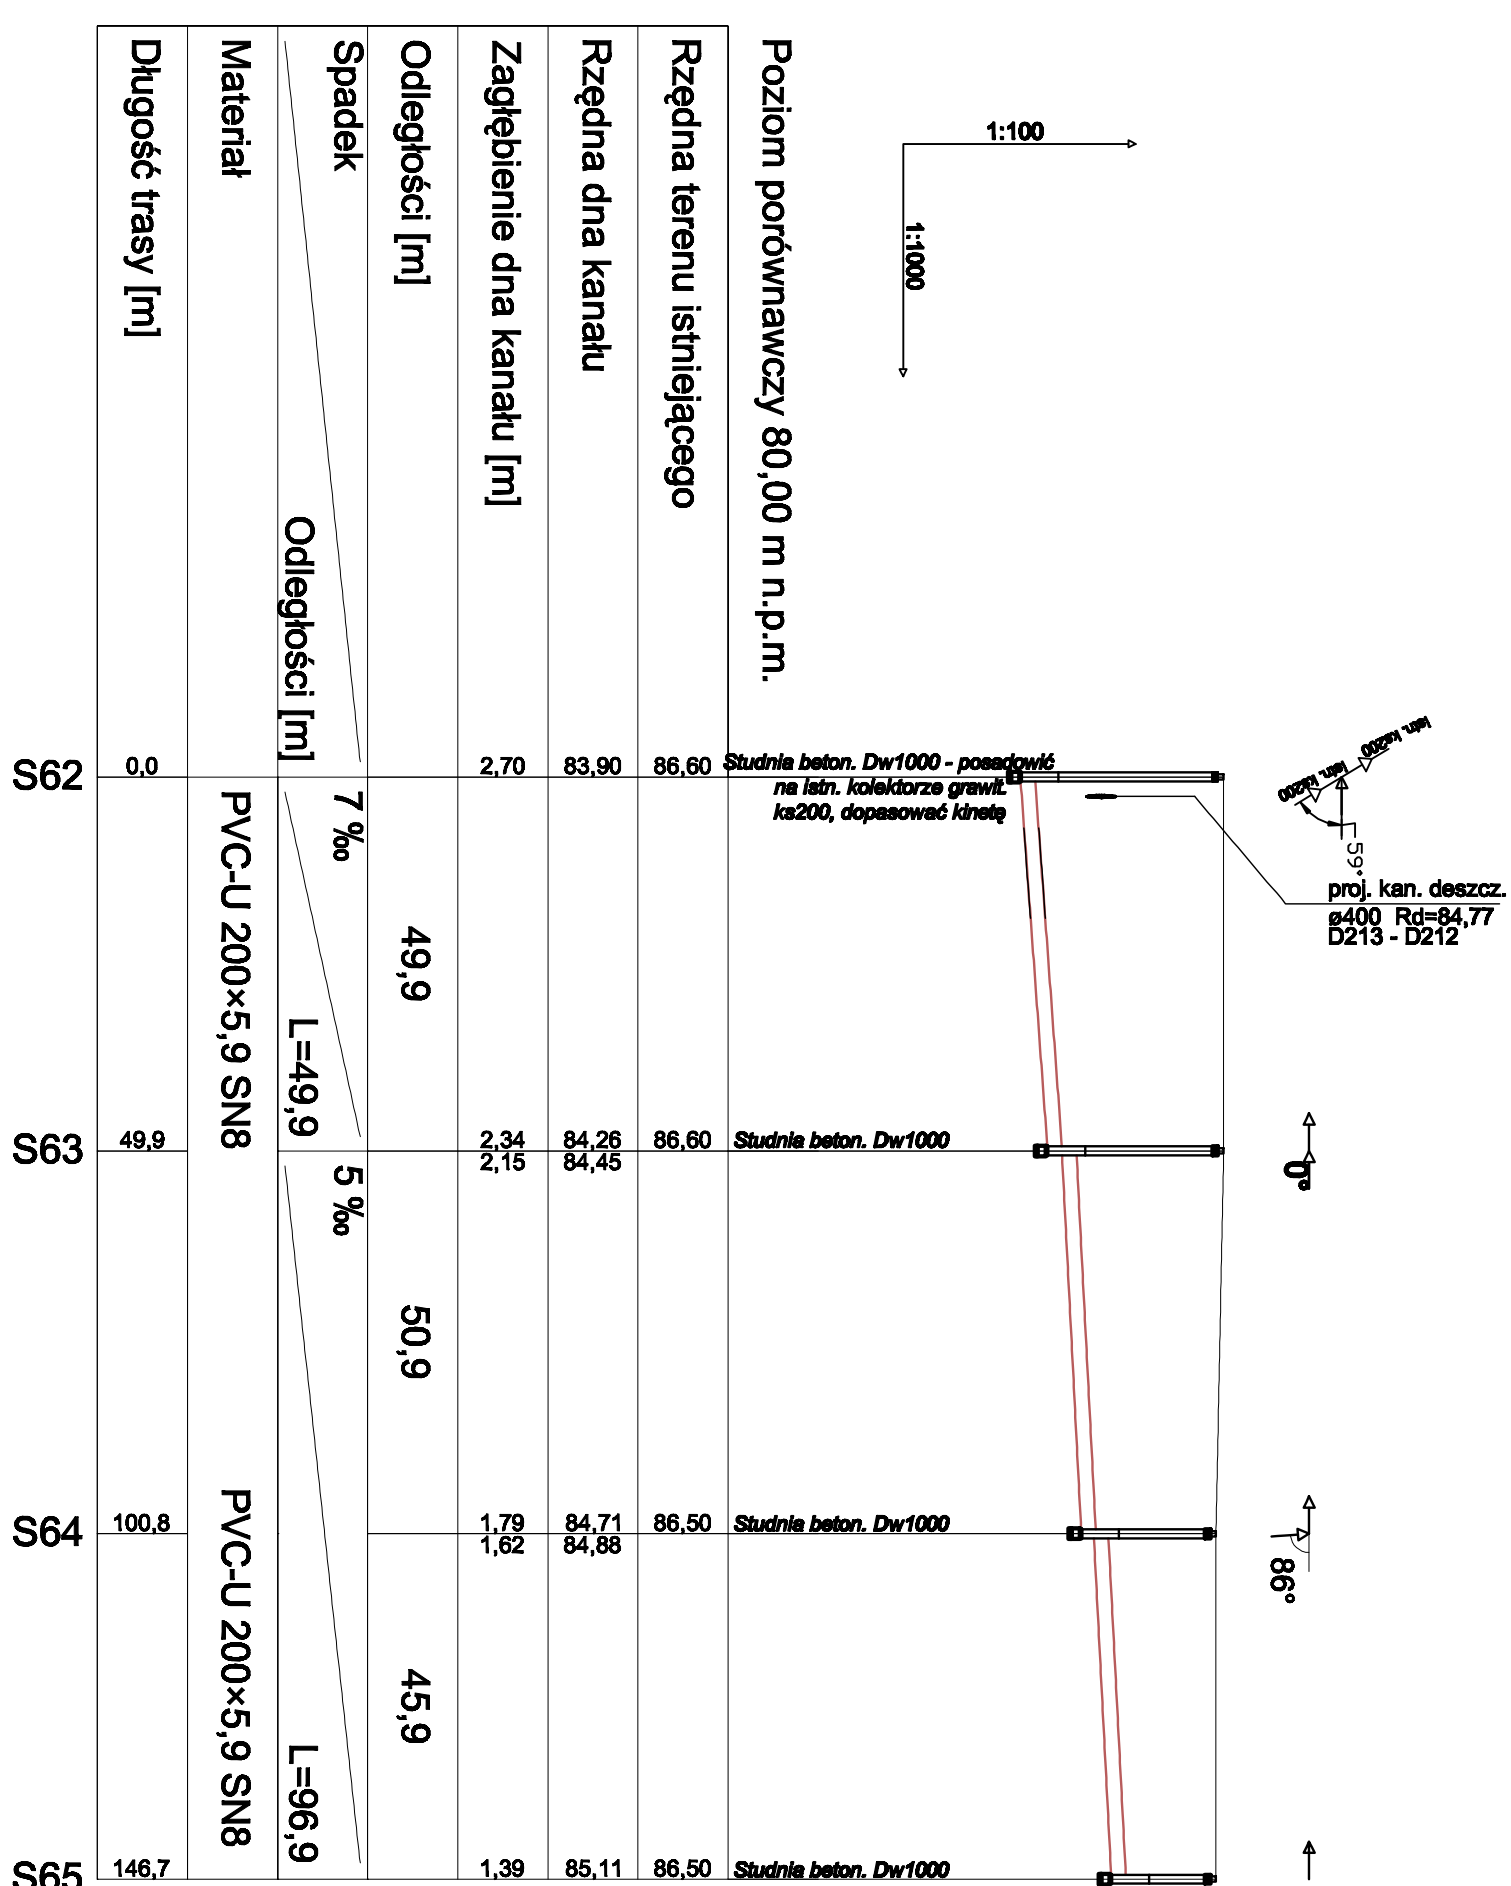 Poziom porównawczy 80,00 m n.p.m.
1:100
1:1000
Rzędna terenu istniejącego
Rzędna dna kanału
Zagłębienie dna kanału [m]
Odległości [m]
Spadek
Odległości [m]
Materiał
Długość trasy [m]
S62
0,0
2,70
83,90
86,60
Studnia beton. Dw1000 - posadowić
na istn. kolektorze grawit.
ks200, dopasować kinetę
istn. ks200
istn. ks200
59°
proj. kan. deszcz.
ø400 Rd=84,77
D213 - D212
7 ‰
L=49,9
PVC-U 200×5,9 SN8
49,9
S63
49,9
2,34
84,26
86,60
Studnia beton. Dw1000
2,15
84,45
0°
5 ‰
L=96,9
PVC-U 200×5,9 SN8
50,9
S64
100,8
1,79
84,71
86,50
Studnia beton. Dw1000
1,62
84,88
86°
45,9
S65
146,7
1,39
85,11
86,50
Studnia beton. Dw1000